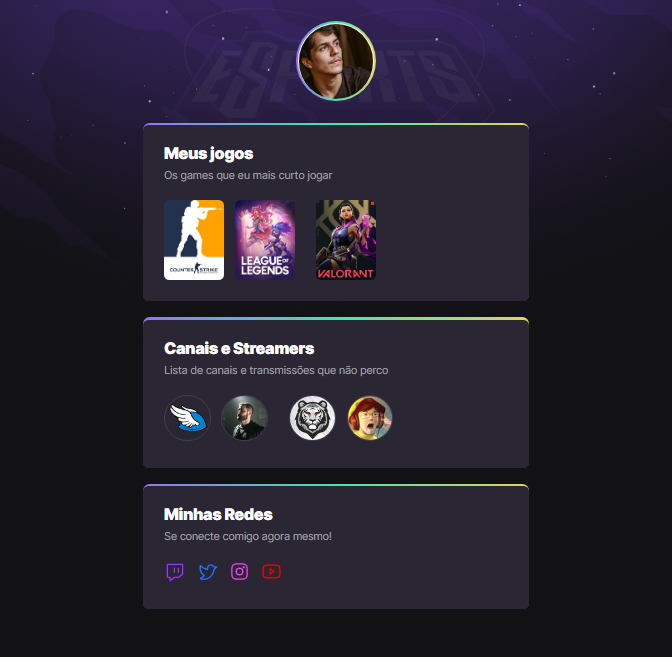 ESPORTS
Meus jogos
Os games que eu mais curto jogar
COUNTER STRIKE
LEAGUE OF
LEGENDS
VALORANT
Canais e Streamers
Lista de canais e transmissões que não perco
Minhas Redes
Se conecte comigo agora mesmo!